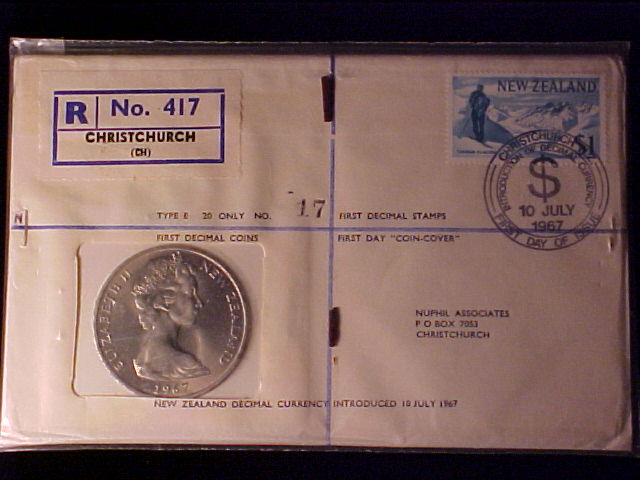 R No. 417
CHRISTCHURCH
(CH)
NEW ZEALAND
$1
CHRISTCHURCH N.Z.
INTRODUCTION OF DECIMAL CURRENCY
$
10 JULY
1967
FIRST DAY OF ISSUE
TYPE E 20 ONLY NO. 17 FIRST DECIMAL STAMPS
N
FIRST DECIMAL COINS FIRST DAY "COIN-COVER"
ELIZABETH II NEW ZEALAND
1967
NUPHIL ASSOCIATES
P O BOX 7053
CHRISTCHURCH
NEW ZEALAND DECIMAL CURRENCY INTRODUCED 10 JULY 1967